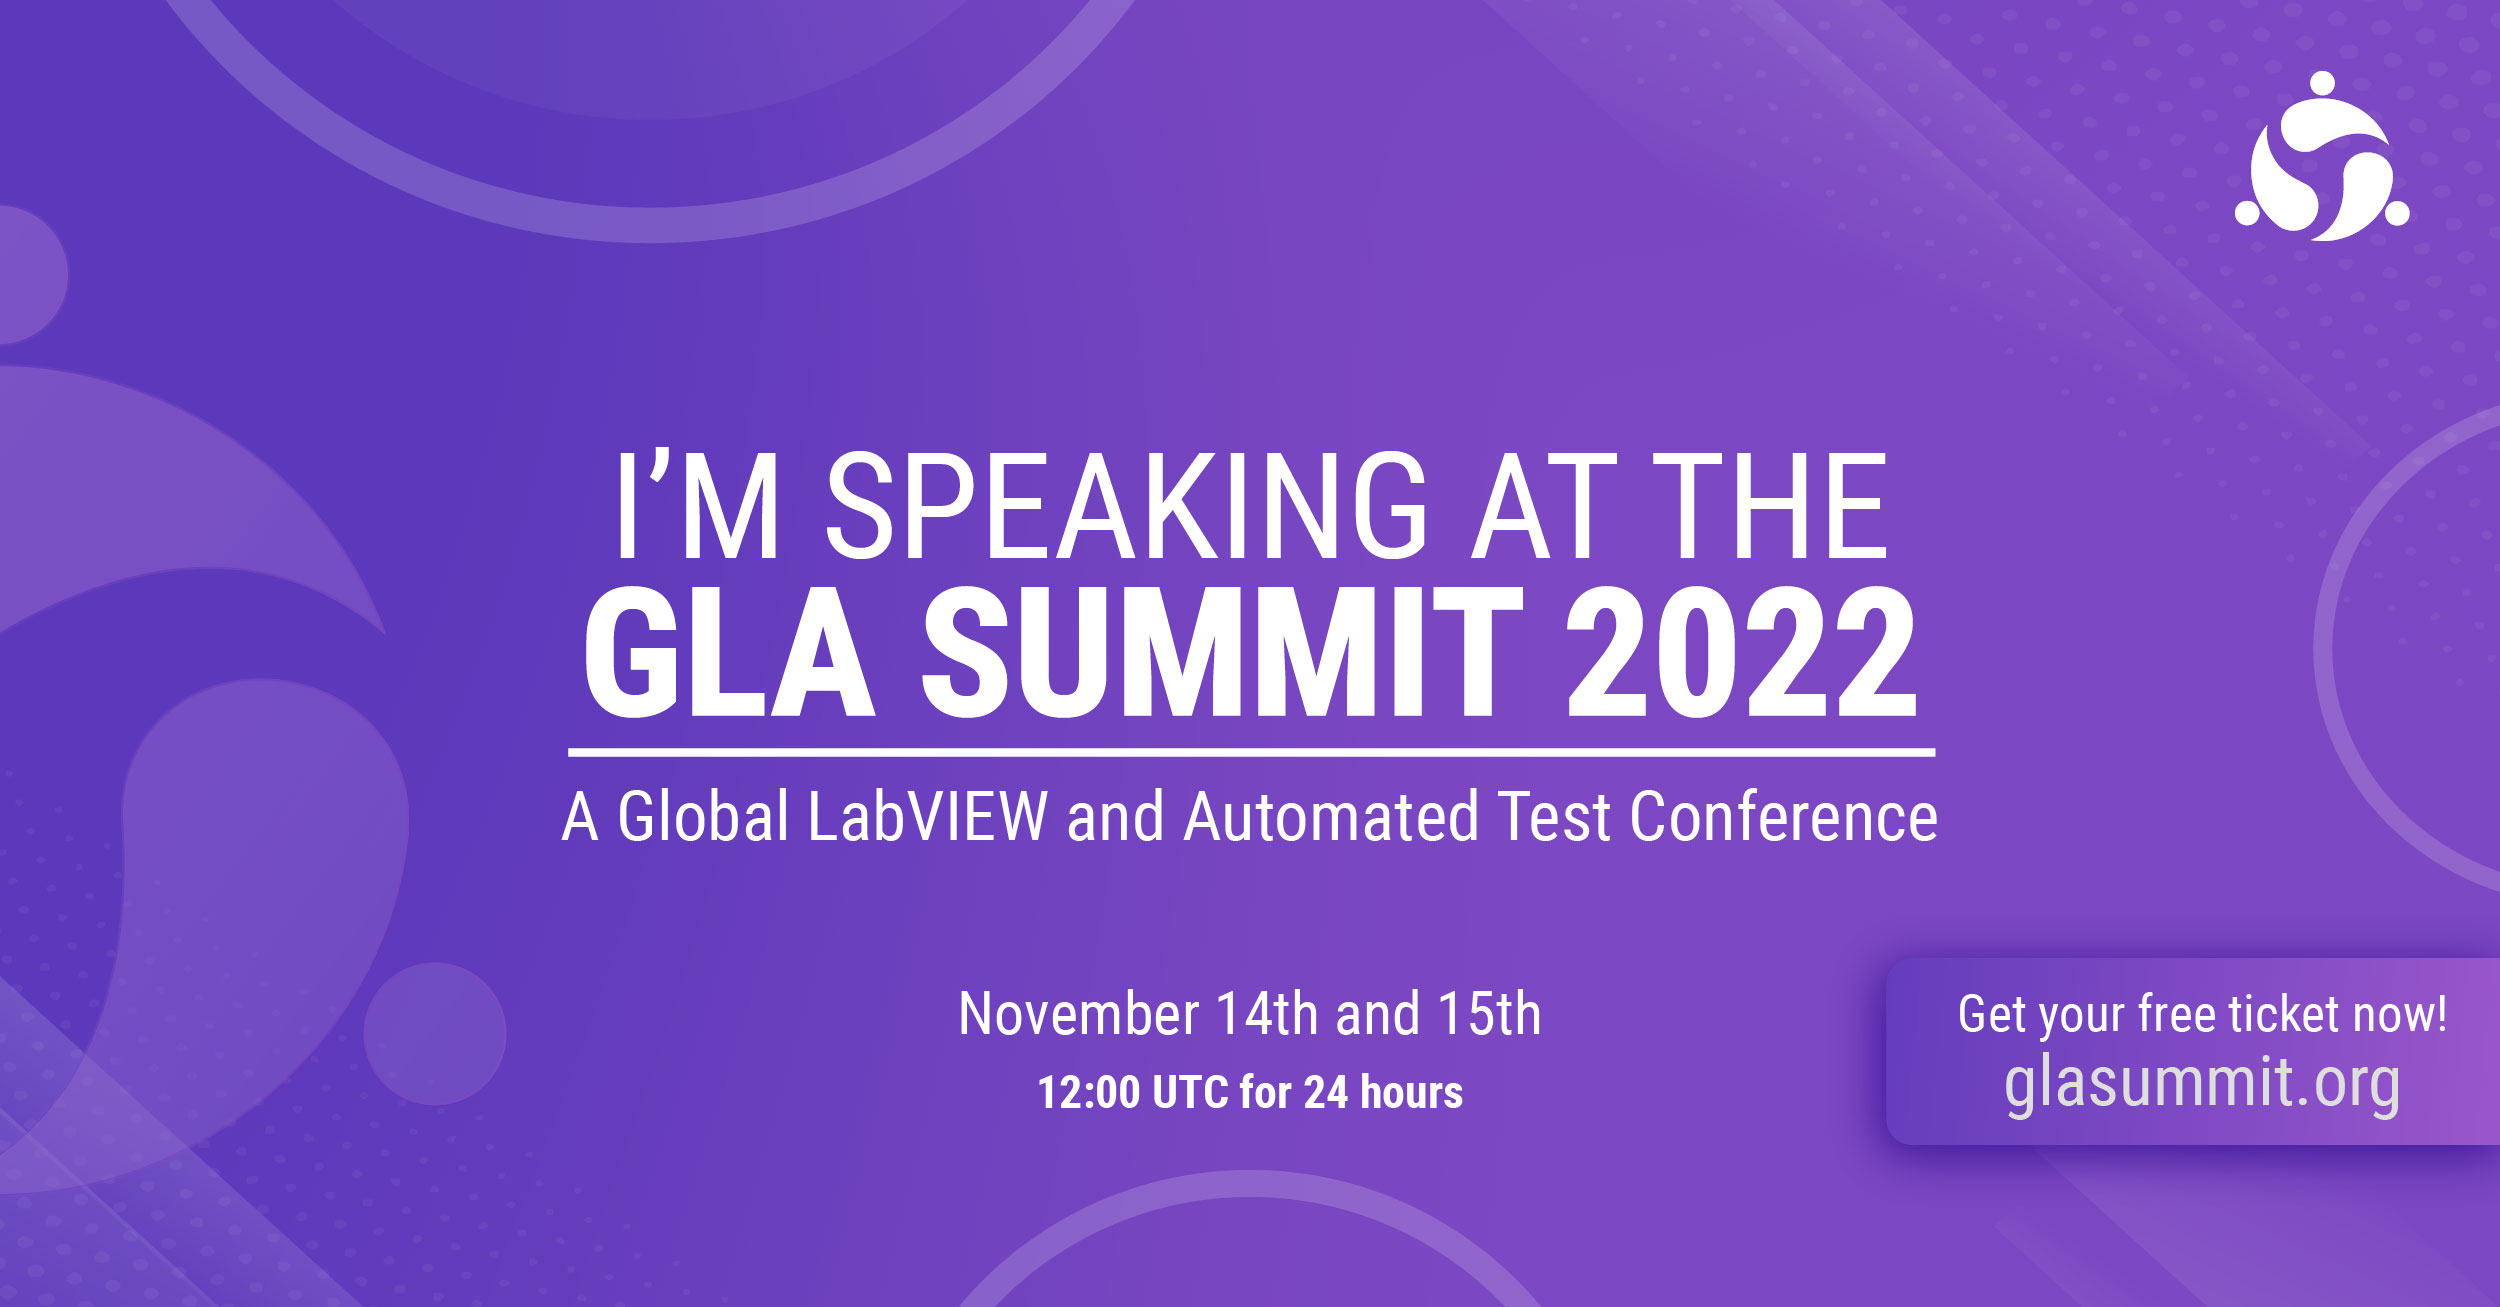 I’M SPEAKING AT THE
GLA SUMMIT 2022
A Global LabVIEW and Automated Test Conference
November 14th and 15th
12:00 UTC for 24 hours
Get your free ticket now!
glasummit.org